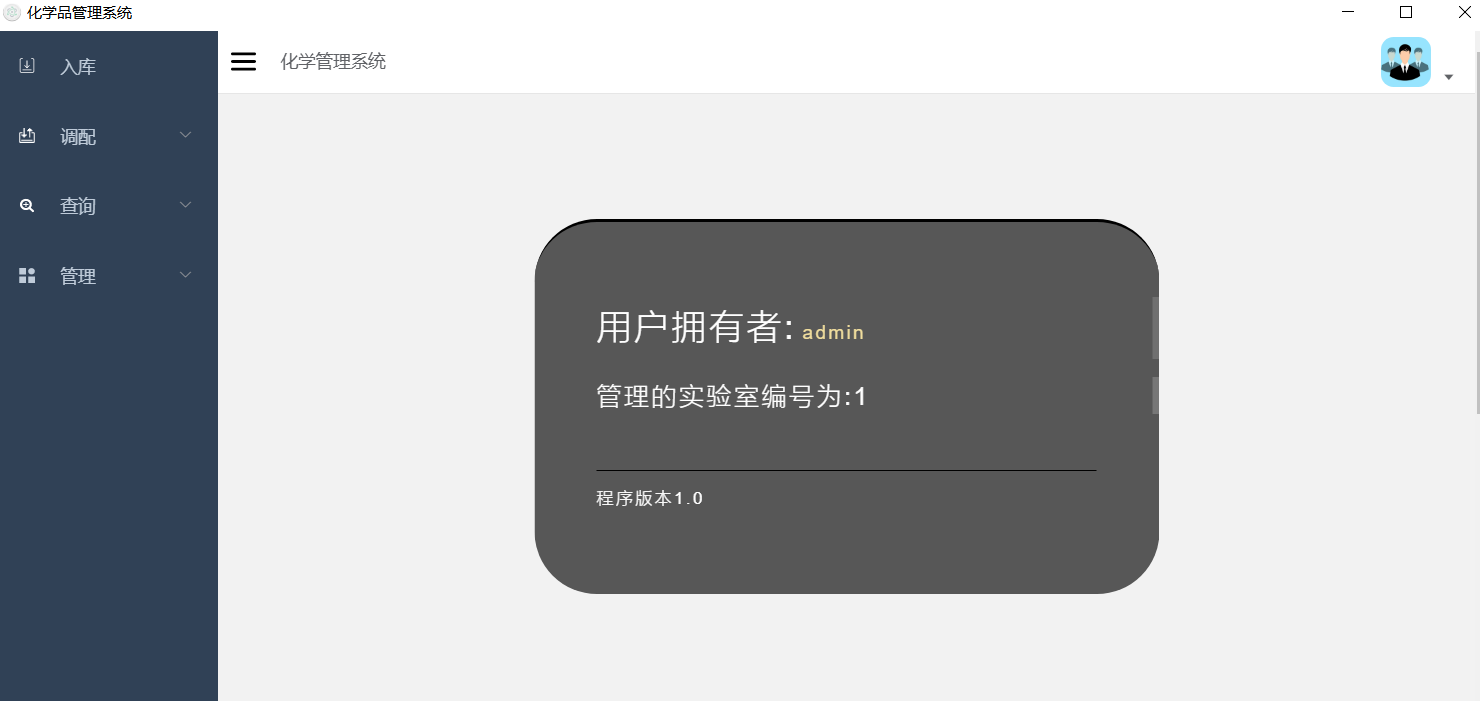 化学品管理系统
入库
调配
查询
管理
化学管理系统
用户拥有者: admin
管理的实验室编号为:1
程序版本1.0